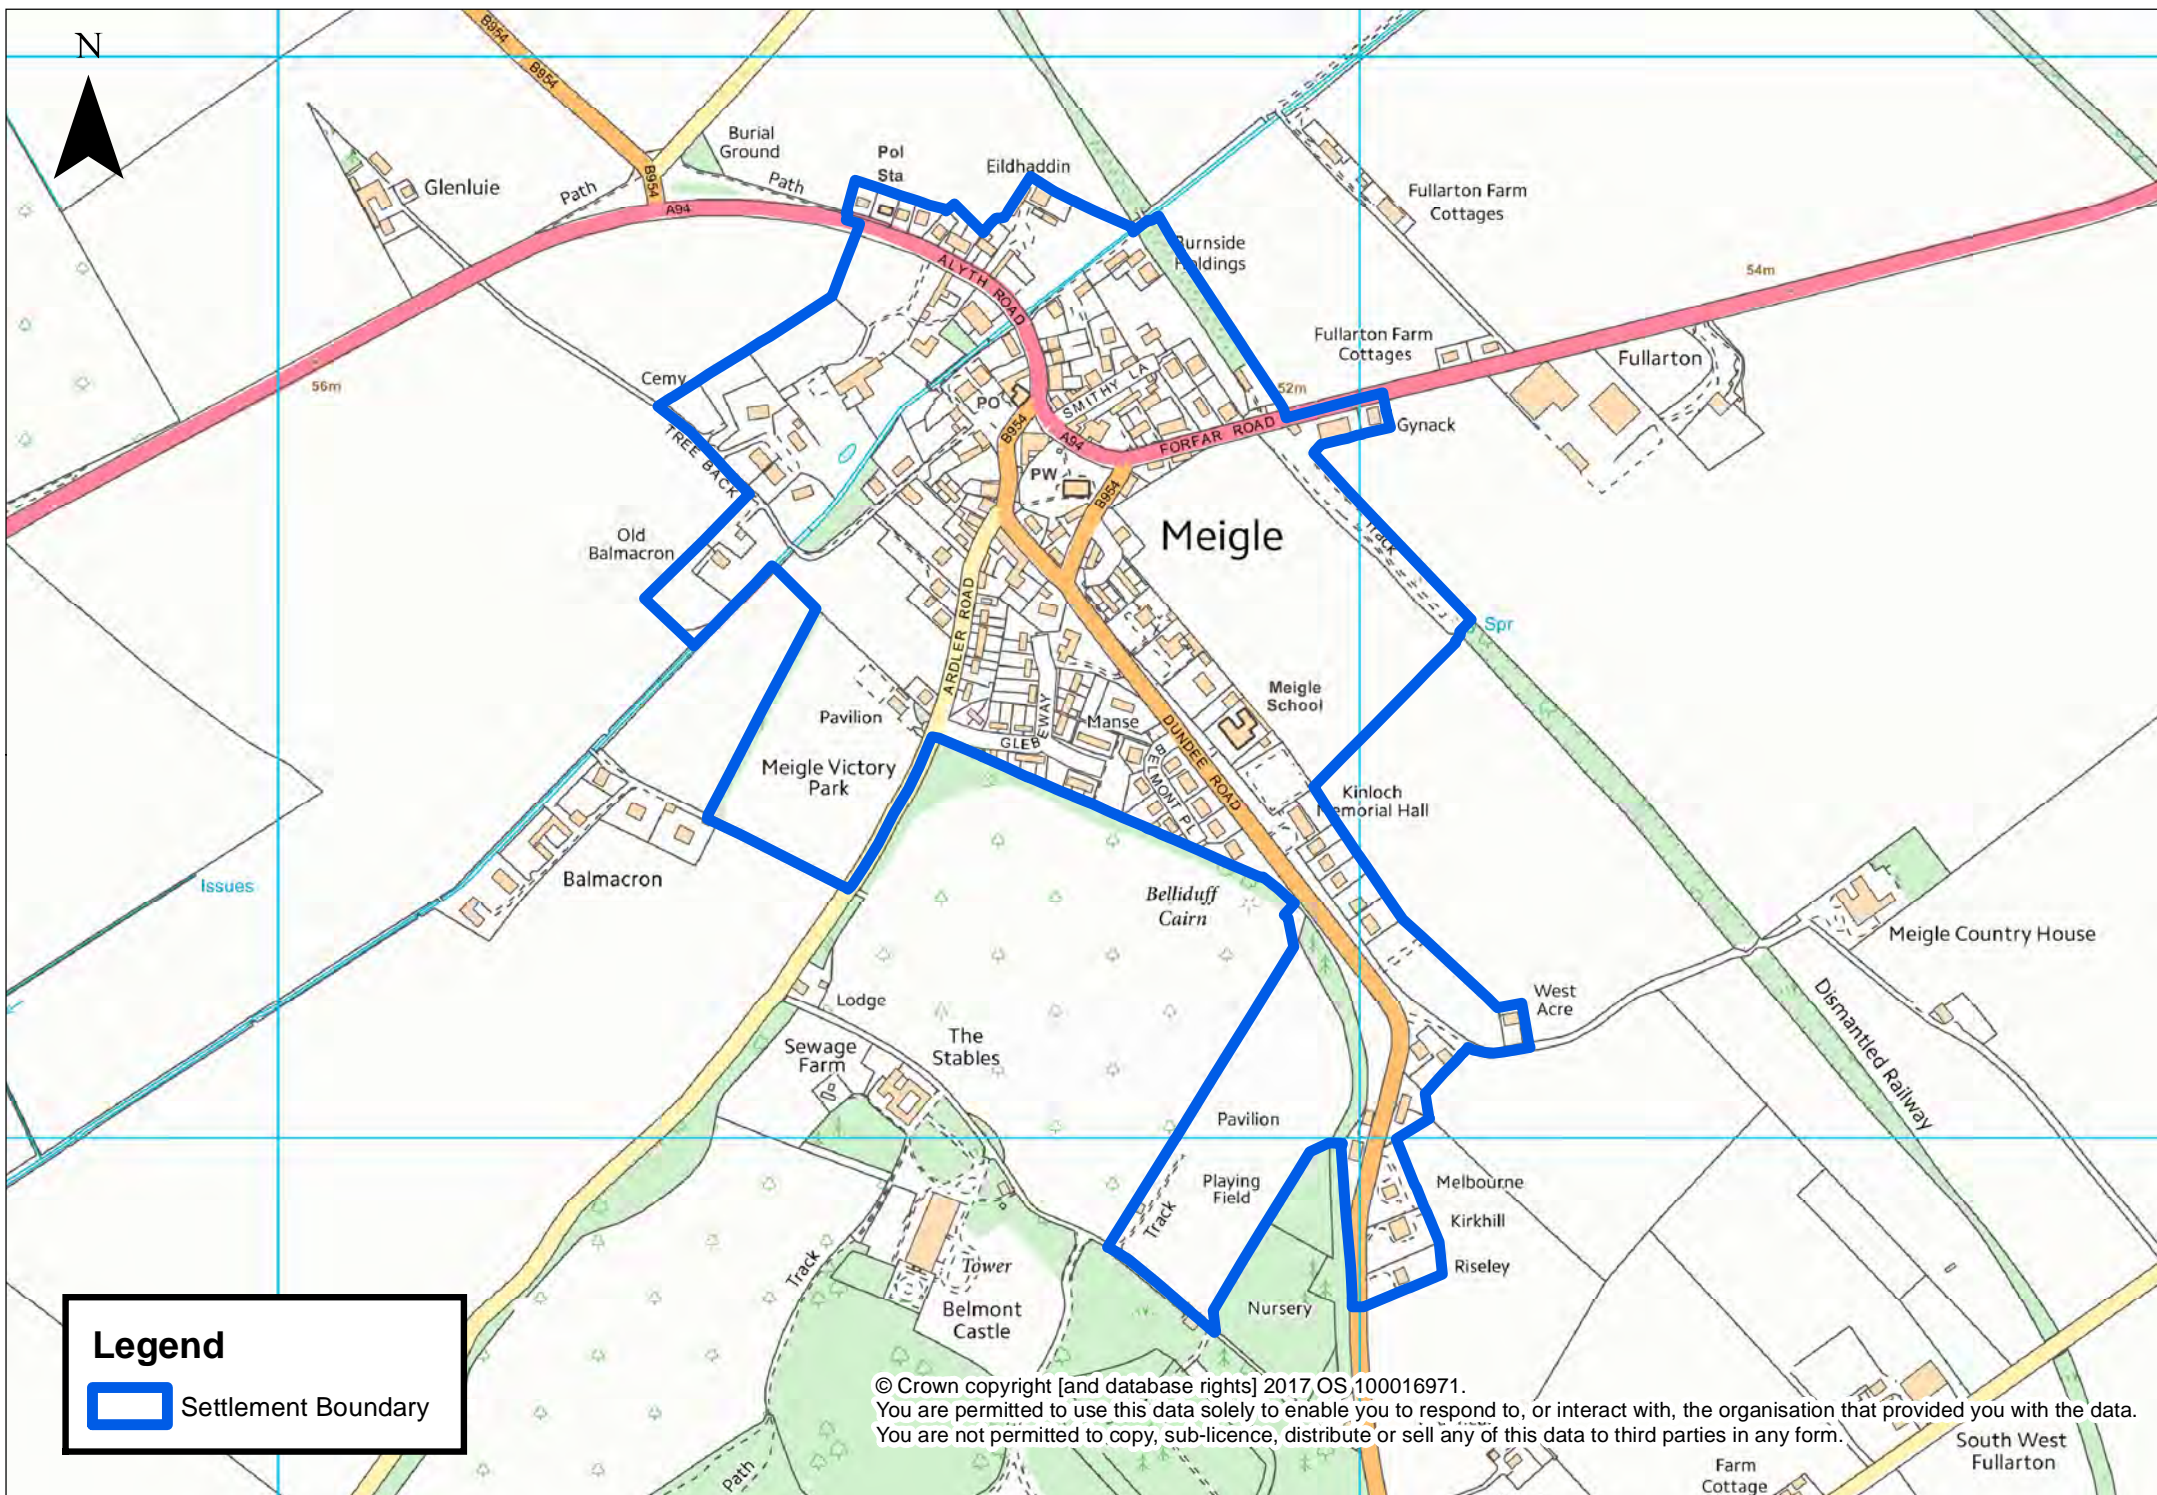 N
B954
B954
B954
A94
Burial
Ground
Path
Path
Glenluie
Pol
Sta
Eildhaddin
Burnside
Holdings
Fullarton Farm
Cottages
54m
Fullarton Farm
Cottages
Fullarton
ALYTH ROAD
56m
Cemy
TREE BACK
PO
B954
SMITHY LA
A94
FORFAR ROAD
52m
Gynack
PW
B954
Meigle
Track
Old
Balmacron
ARDLER ROAD
Spr
Meigle
School
Pavilion
Manse
GLEBEWAY
BELMONT PL
DUNDEE ROAD
Meigle Victory
Park
Kinloch
Memorial Hall
Issues
Balmacron
Belliduff
Cairn
Meigle Country House
West
Acre
Dismantled Railway
Lodge
The
Stables
Sewage
Farm
Pavilion
Playing
Field
Track
Melbourne
Kirkhill
Riseley
Track
Tower
Belmont
Castle
Nursery
Path
Legend
Settlement Boundary
© Crown copyright [and database rights] 2017 OS 100016971.
You are permitted to use this data solely to enable you to respond to, or interact with, the organisation that provided you with the data.
You are not permitted to copy, sub-licence, distribute or sell any of this data to third parties in any form.
South West
Fullarton
Farm
Cottage